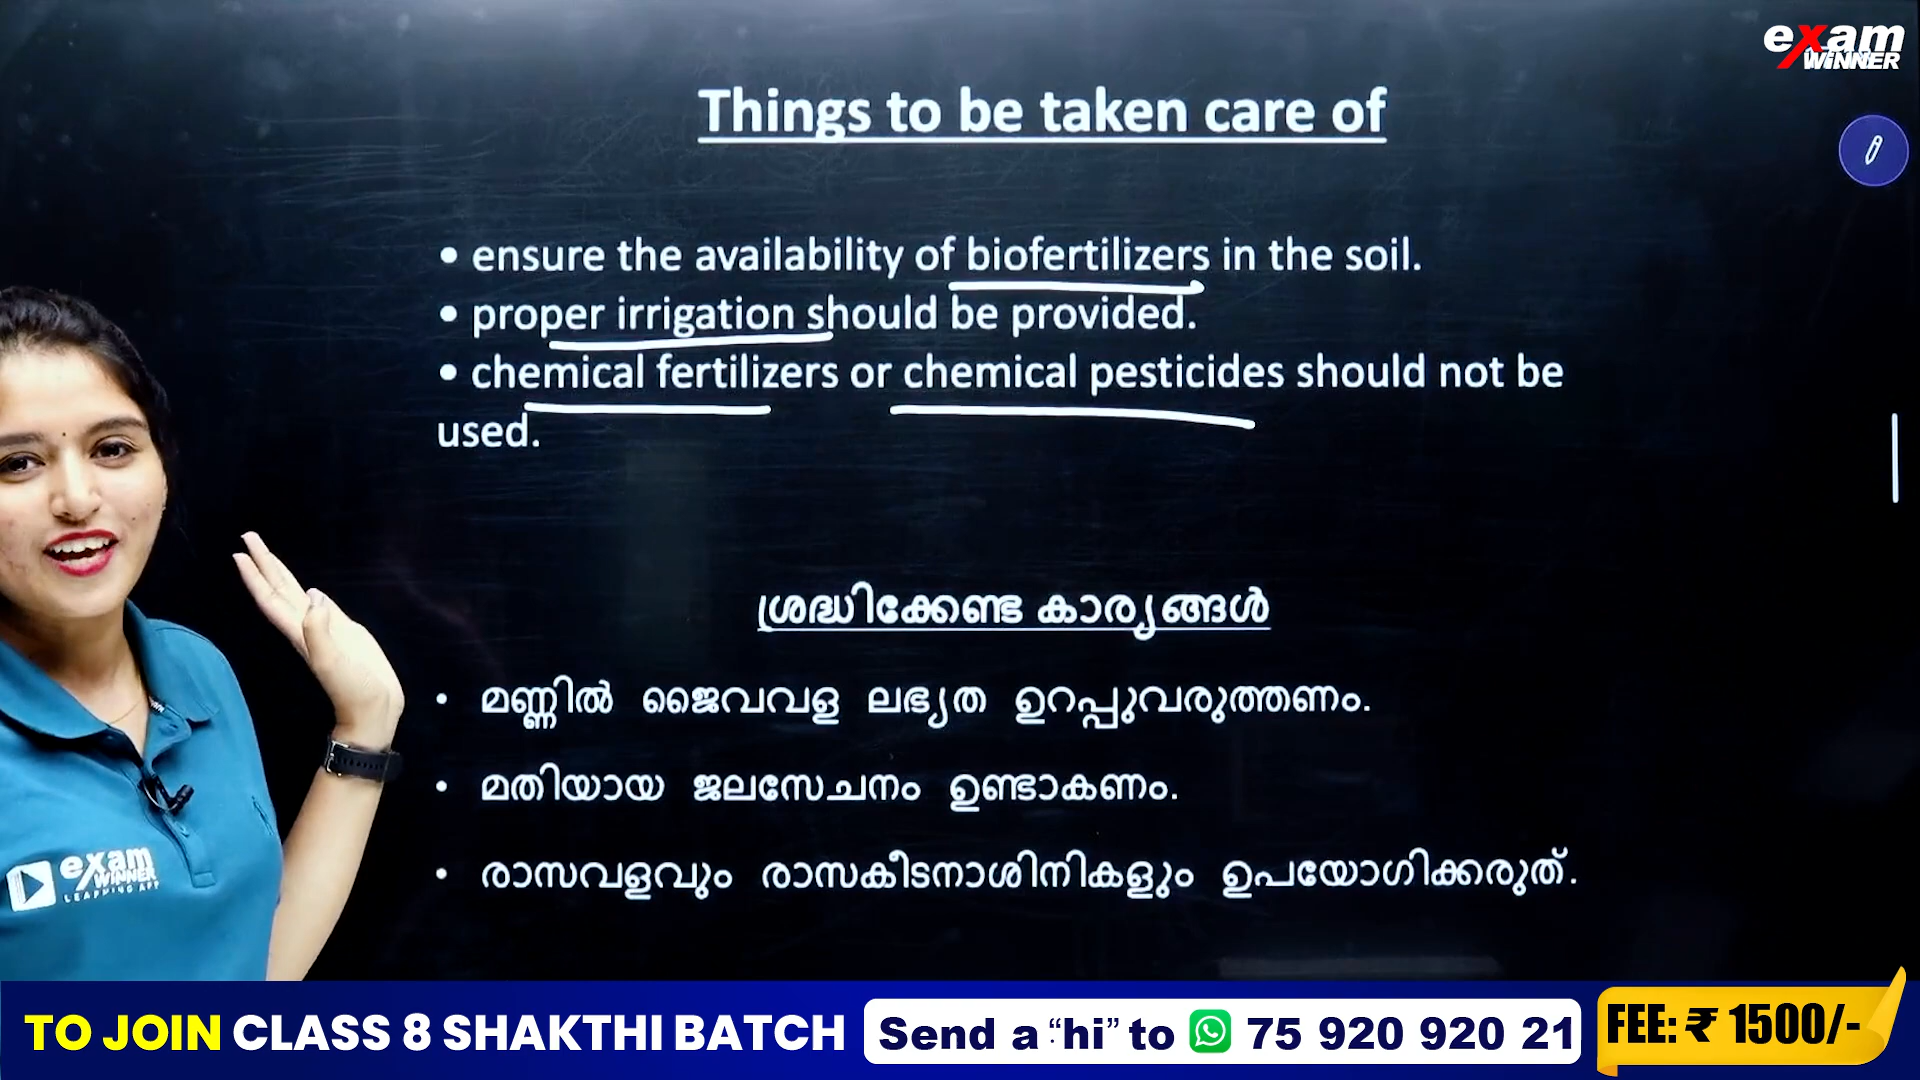 exam
WINNER
Things to be taken care of
• ensure the availability of biofertilizers in the soil.
• proper irrigation should be provided.
• chemical fertilizers or chemical pesticides should not be
used.
ശ്രദ്ധിക്കേണ്ട കാര്യങ്ങൾ
• മണ്ണിൽ ജൈവവള ലഭ്യത ഉറപ്പുവരുത്തണം.
• മതിയായ ജലസേചനം ഉണ്ടാകണം.
• രാസവളവും രാസകീടനാശിനികളും ഉപയോഗിക്കരുത്.
exam
WINNER
LEARNING APP
TO JOIN CLASS 8 SHAKTHI BATCH
Send a “hi” to 75 920 920 21
FEE: ₹ 1500/-